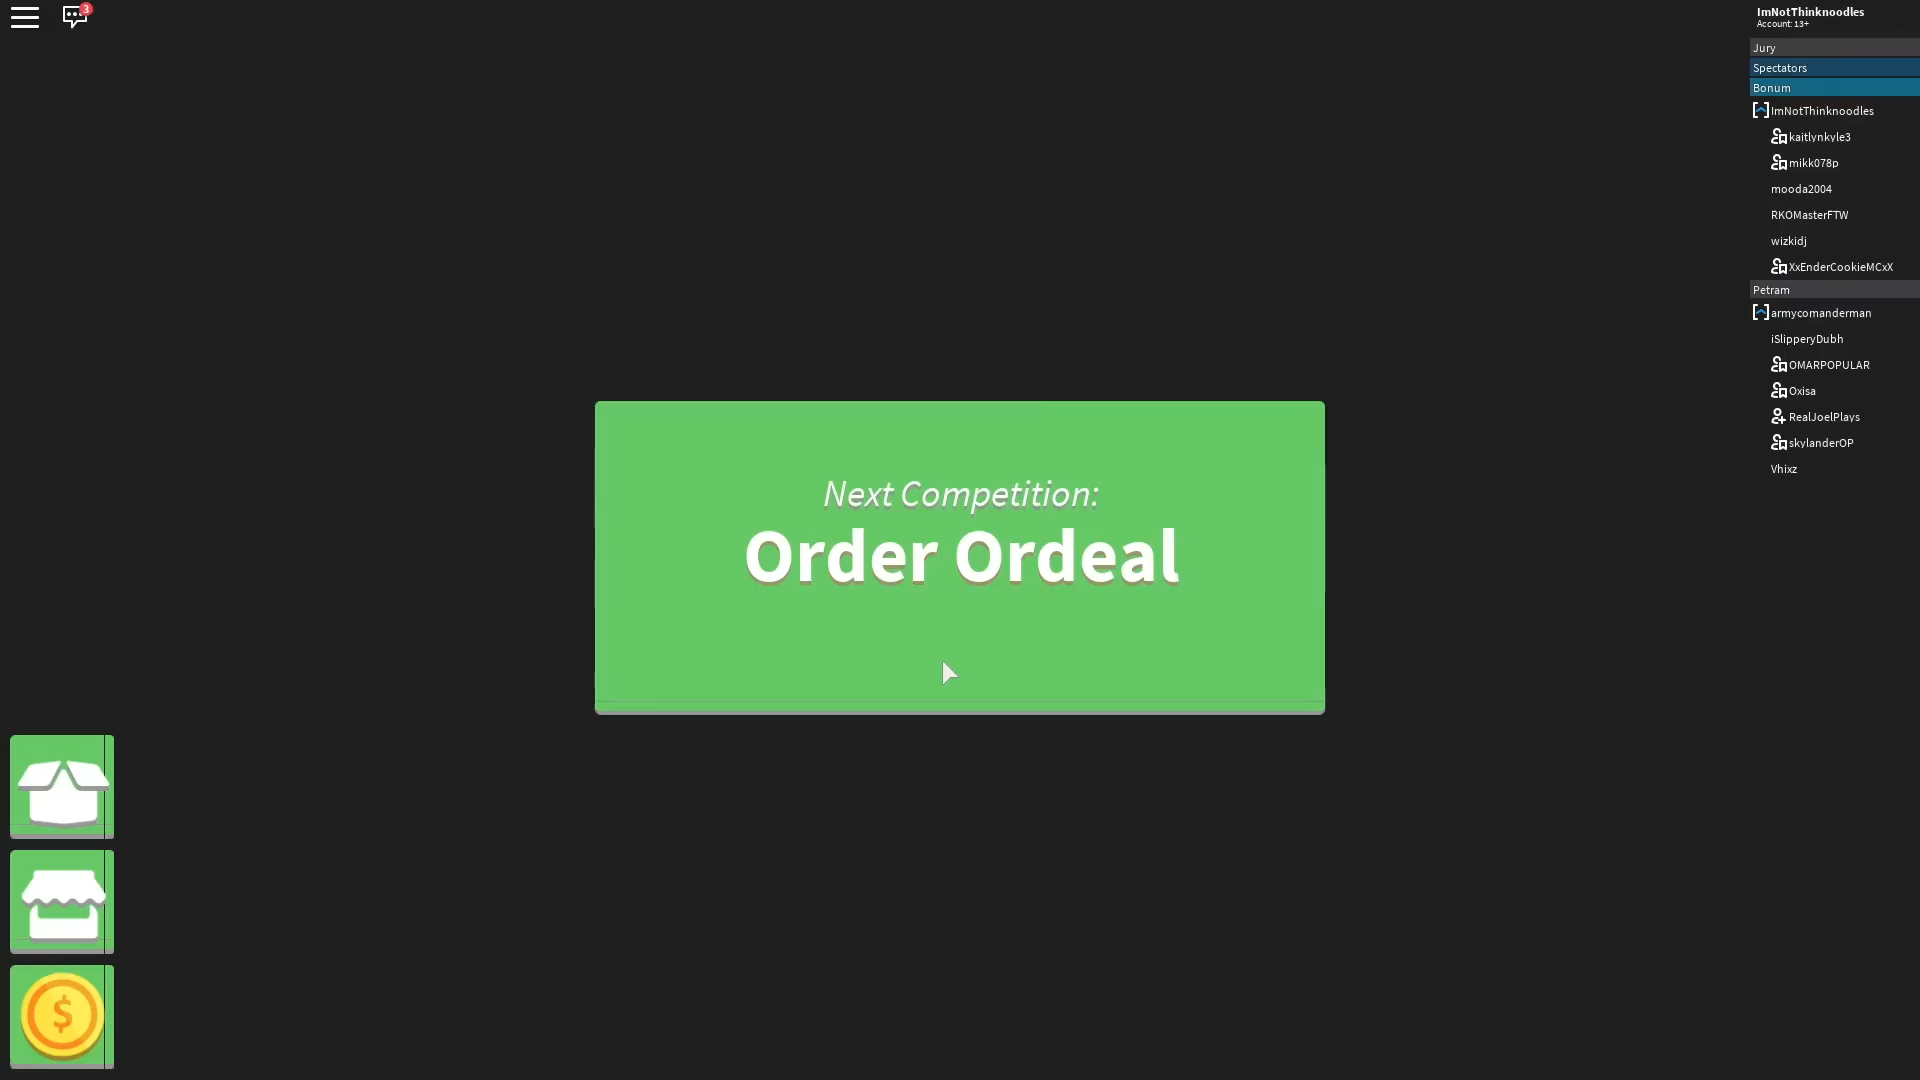 3
ImNotThinknoodles
Account: 13+
Jury
Spectators
Bonum
ImNotThinknoodles
kaitlynkyle3
mikk078p
mooda2004
RKOMasterFTW
wizkidj
XxEnderCookieMCxX
Petram
armycomanderman
iSlipperyDubh
OMARPOPULAR
Oxisa
RealJoelPlays
skylanderOP
Vhixz
Next Competition:
Order Ordeal
$